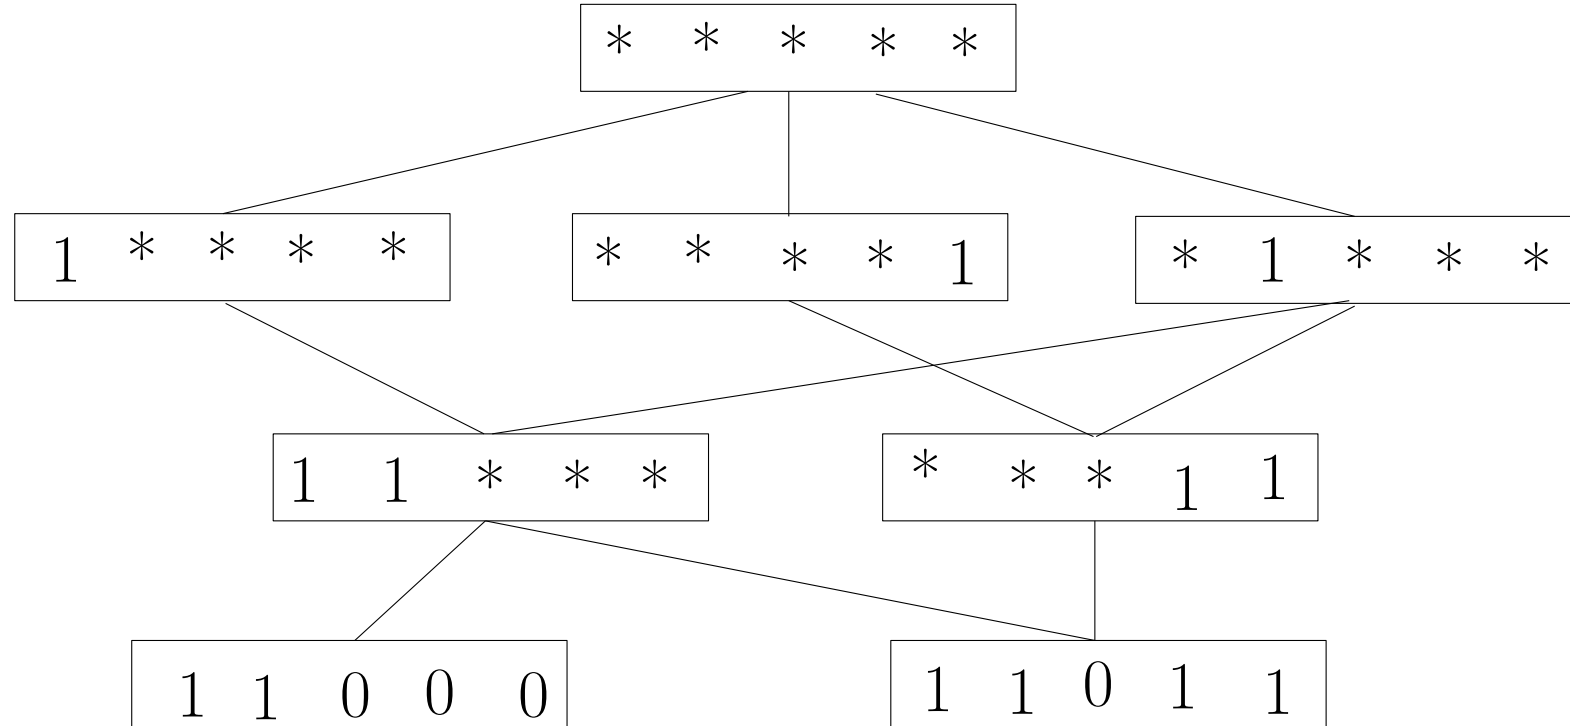 * * * * *
1 * * * * * * * * 1 * 1 * * *
1 1 * * * * * * 1 1
1 1 0 0 0 1 1 0 1 1